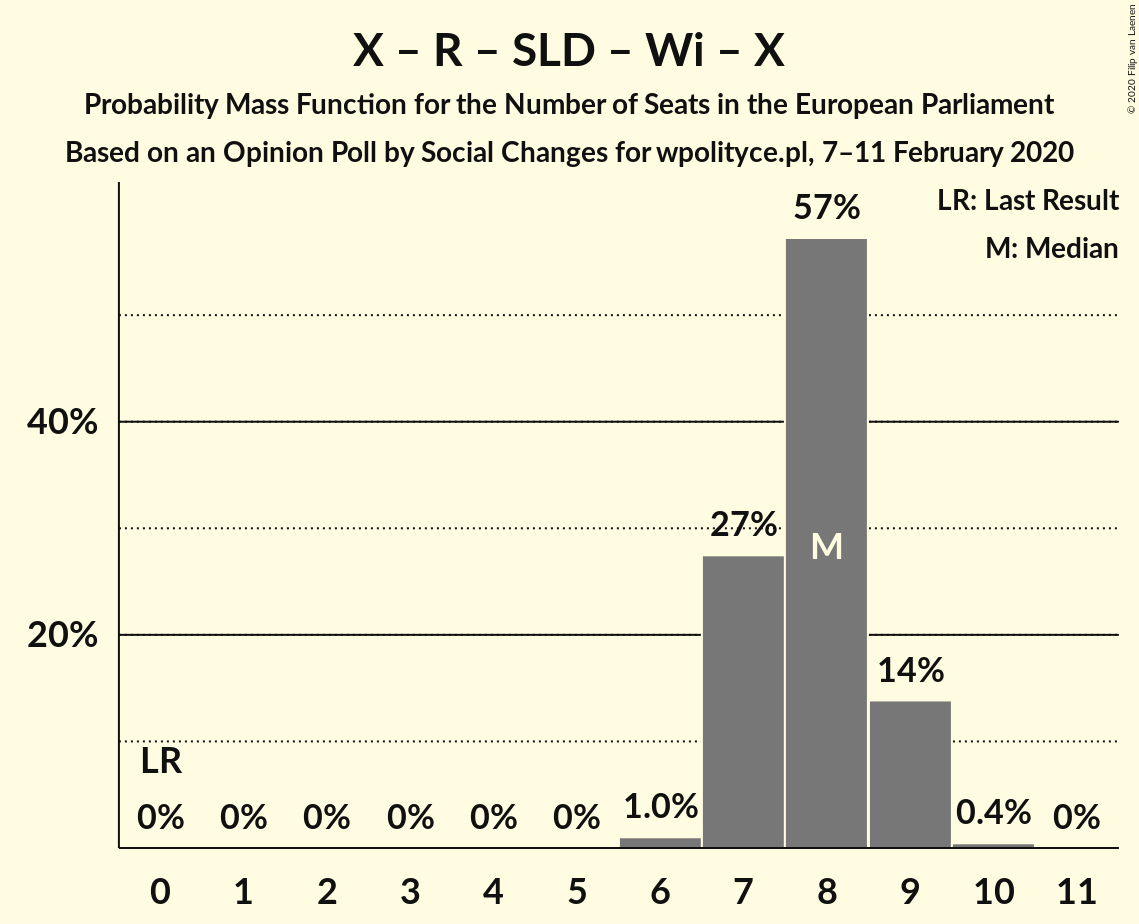 X – R – SLD – Wi – X
Probability Mass Function for the Number of Seats in the European Parliament
Based on an Opinion Poll by Social Changes for wpolityce.pl, 7–11 February 2020
© 2020 Filip van Laenen
LR: Last Result
M: Median
57%
40%
27%
M
20%
14%
LR
0% 0% 0% 0% 0% 0% 1.0% 0.4% 0%
0 1 2 3 4 5 6 7 8 9 10 11